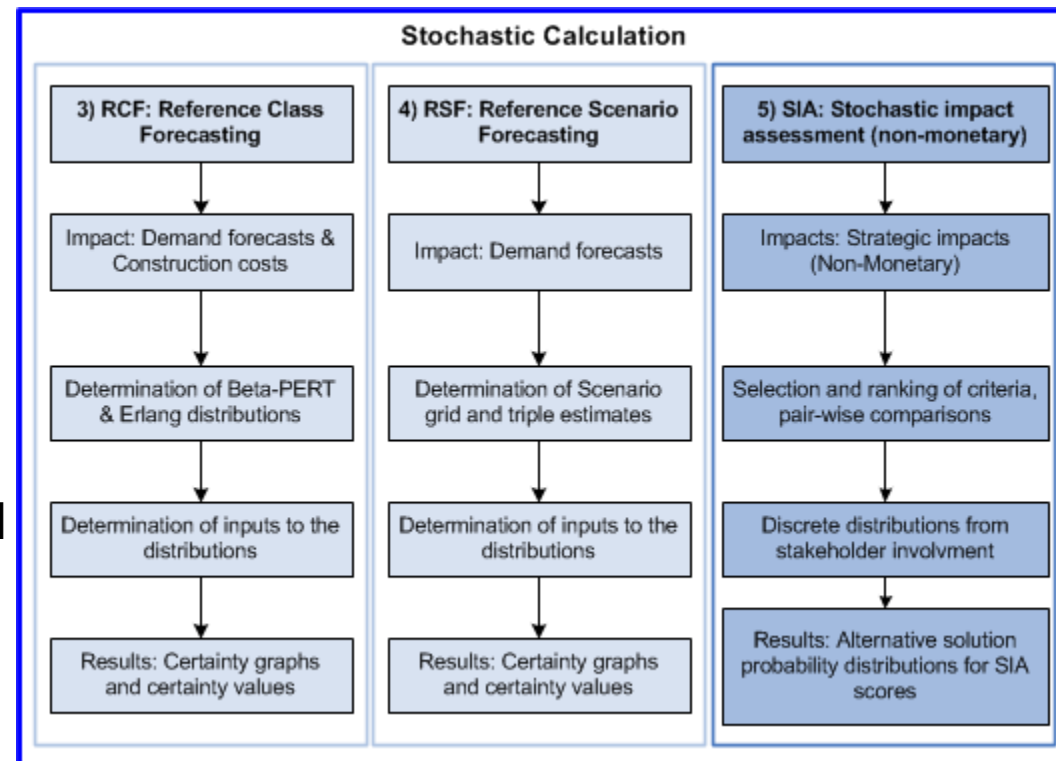 Stochastic Calculation
3) RCF: Reference Class
Forecasting
Impact: Demand forecasts &
Construction costs
Determination of Beta-PERT
& Erlang distributions
Determination of inputs to the
distributions
Results: Certainty graphs
and certainty values
4) RSF: Reference Scenario
Forecasting
Impact: Demand forecasts
Determination of Scenario
grid and triple estimates
Determination of inputs to the
distributions
Results: Certainty graphs
and certainty values
5) SIA: Stochastic impact
assessment (non-monetary)
Impacts: Strategic impacts
(Non-Monetary)
Selection and ranking of criteria,
pair-wise comparisons
Discrete distributions from
stakeholder involvment
Results: Alternative solution
probability distributions for SIA
scores